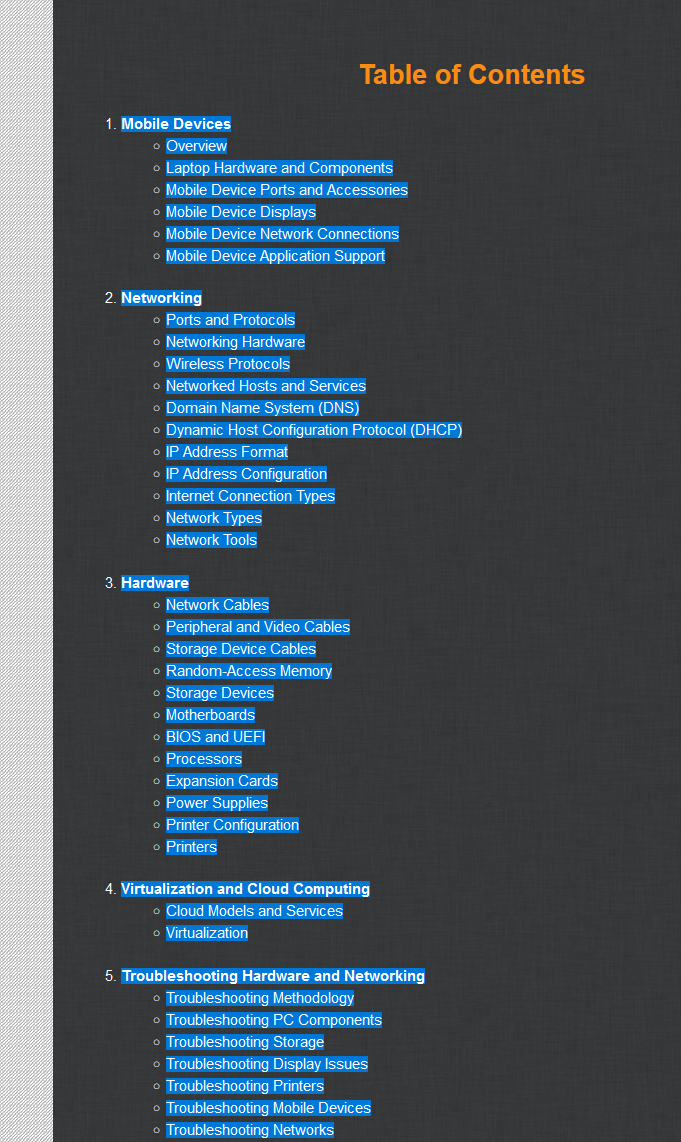 Table of Contents
1. Mobile Devices
○ Overview
○ Laptop Hardware and Components
○ Mobile Device Ports and Accessories
○ Mobile Device Displays
○ Mobile Device Network Connections
○ Mobile Device Application Support
2. Networking
○ Ports and Protocols
○ Networking Hardware
○ Wireless Protocols
○ Networked Hosts and Services
○ Domain Name System (DNS)
○ Dynamic Host Configuration Protocol (DHCP)
○ IP Address Format
○ IP Address Configuration
○ Internet Connection Types
○ Network Types
○ Network Tools
3. Hardware
○ Network Cables
○ Peripheral and Video Cables
○ Storage Device Cables
○ Random-Access Memory
○ Storage Devices
○ Motherboards
○ BIOS and UEFI
○ Processors
○ Expansion Cards
○ Power Supplies
○ Printer Configuration
○ Printers
4. Virtualization and Cloud Computing
○ Cloud Models and Services
○ Virtualization
5. Troubleshooting Hardware and Networking
○ Troubleshooting Methodology
○ Troubleshooting PC Components
○ Troubleshooting Storage
○ Troubleshooting Display Issues
○ Troubleshooting Printers
○ Troubleshooting Mobile Devices
○ Troubleshooting Networks